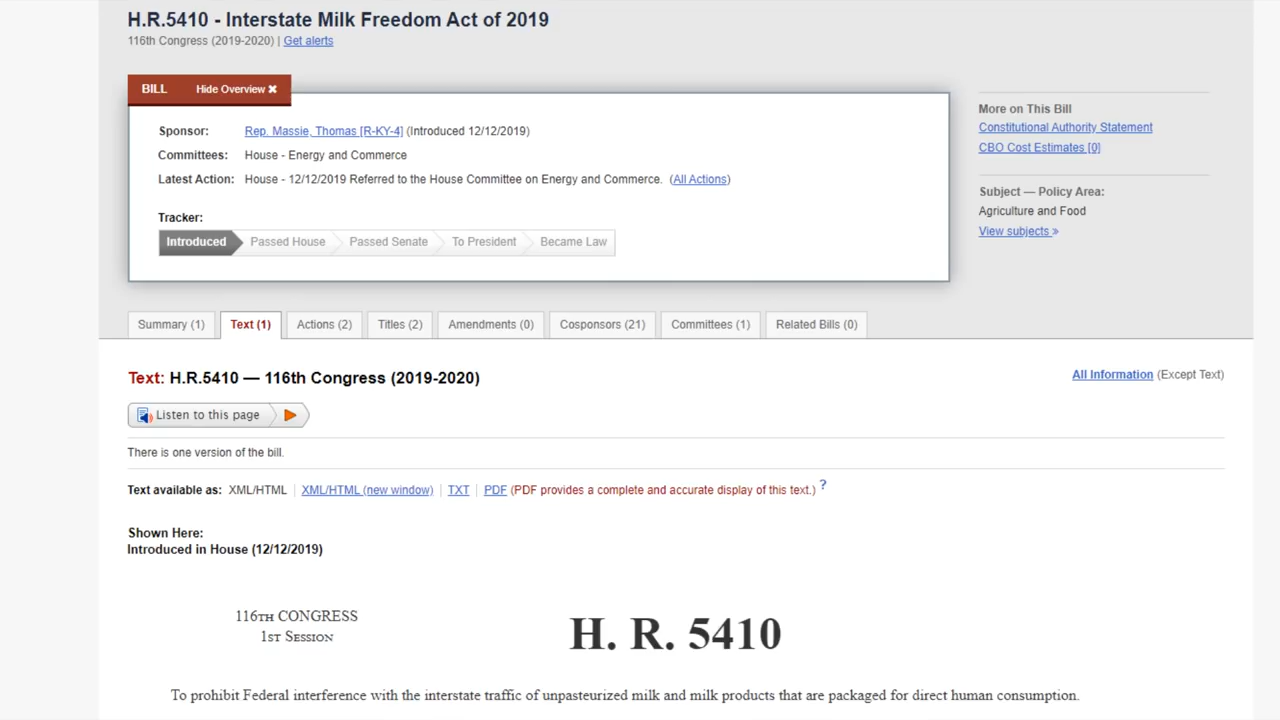 H.R.5410 - Interstate Milk Freedom Act of 2019
116th Congress (2019-2020) | Get alerts
BILL Hide Overview ✖
Sponsor: Rep. Massie, Thomas [R-KY-4] (Introduced 12/12/2019)
Committees: House - Energy and Commerce
Latest Action: House - 12/12/2019 Referred to the House Committee on Energy and Commerce. (All Actions)
Tracker:
Introduced Passed House Passed Senate To President Became Law
More on This Bill
Constitutional Authority Statement
CBO Cost Estimates [0]
Subject — Policy Area:
Agriculture and Food
View subjects »
Summary (1) Text (1) Actions (2) Titles (2) Amendments (0) Cosponsors (21) Committees (1) Related Bills (0)
Text: H.R.5410 — 116th Congress (2019-2020)
All Information (Except Text)
Listen to this page
There is one version of the bill.
Text available as: XML/HTML | XML/HTML (new window) | TXT | PDF (PDF provides a complete and accurate display of this text.) ?
Shown Here:
Introduced in House (12/12/2019)
116TH CONGRESS
1ST SESSION
H. R. 5410
To prohibit Federal interference with the interstate traffic of unpasteurized milk and milk products that are packaged for direct human consumption.